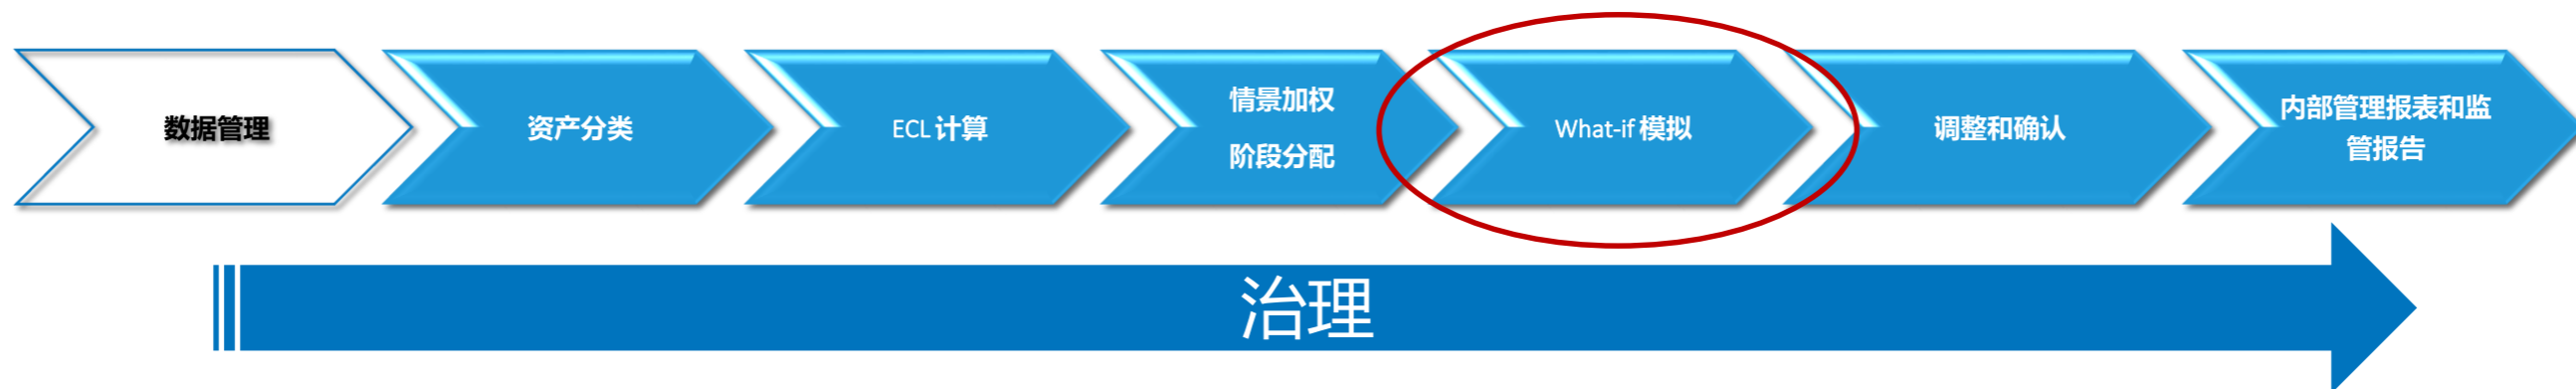 数据管理
资产分类
ECL 计算
情景加权
阶段分配
What-if 模拟
调整和确认
内部管理报表和监
管报告
治理